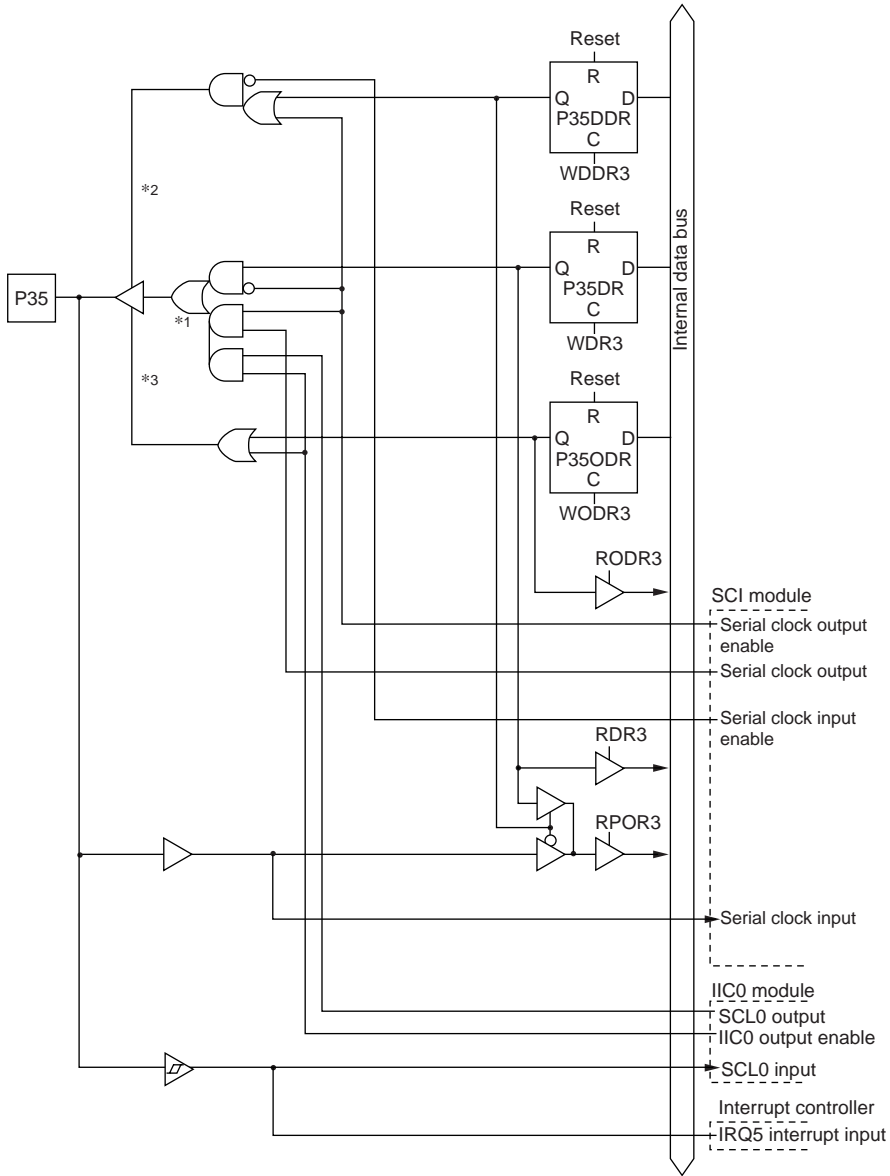 Reset
R
Q D
P35DDR
C
WDDR3
*2
Reset
R
Q D
P35DR
C
WDR3
Internal data bus
P35
*1
*3
Reset
R
Q D
P35ODR
C
WODR3
RODR3
SCI module
Serial clock output
enable
Serial clock output
Serial clock input
enable
RDR3
RPOR3
Serial clock input
IIC0 module
SCL0 output
IIC0 output enable
SCL0 input
Interrupt controller
IRQ5 interrupt input